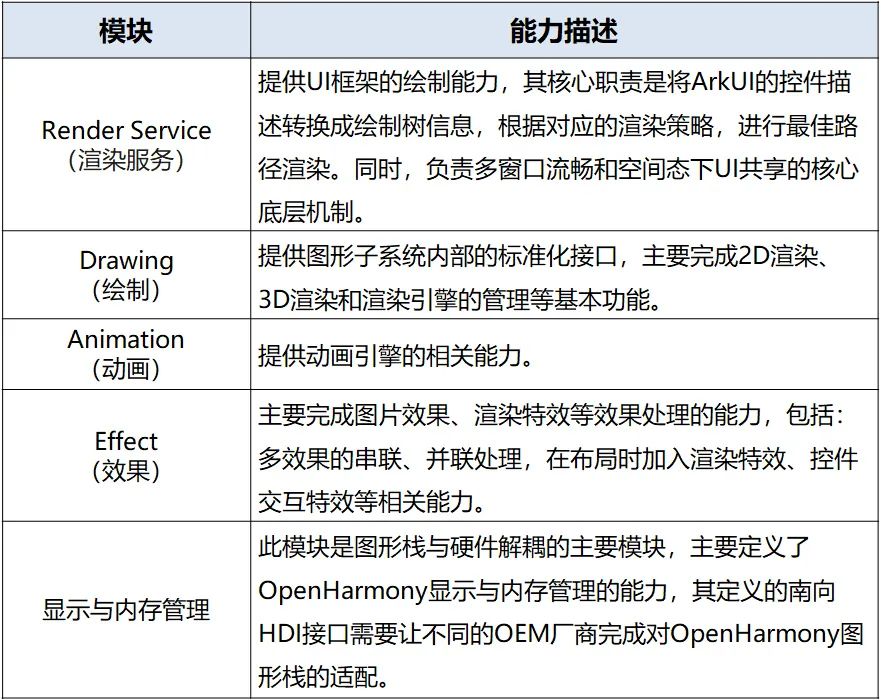 模块
能力描述
Render Service
（渲染服务）
提供UI框架的绘制能力，其核心职责是将ArkUI的控件描
述转换成绘制树信息，根据对应的渲染策略，进行最佳路
径渲染。同时，负责多窗口流畅和空间态下UI共享的核心
底层机制。
Drawing
（绘制）
提供图形子系统内部的标准化接口，主要完成2D渲染、
3D渲染和渲染引擎的管理等基本功能。
Animation
（动画）
提供动画引擎的相关能力。
Effect
（效果）
主要完成图片效果、渲染特效等效果处理的能力，包括：
多效果的串联、并联处理，在布局时加入渲染特效、控件
交互特效等相关能力。
显示与内存管理
此模块是图形栈与硬件解耦的主要模块，主要定义了
OpenHarmony显示与内存管理的能力，其定义的南向
HDI接口需要让不同的OEM厂商完成对OpenHarmony图
形栈的适配。